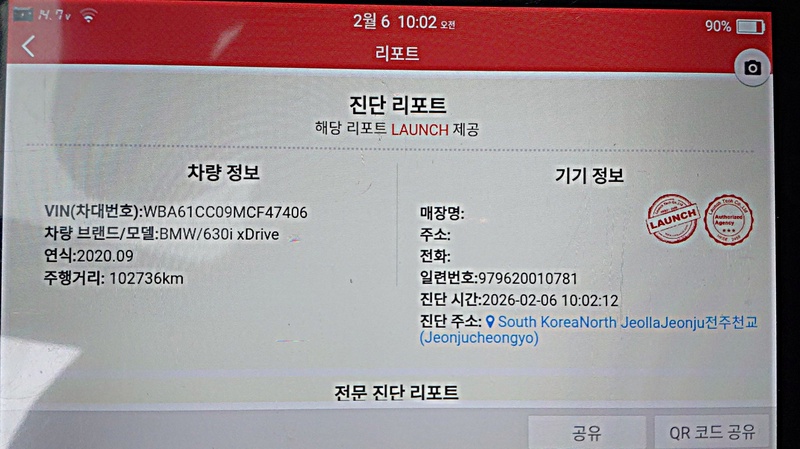 14.7v
2월 6 10:02 오전
90%
리포트
진단 리포트
해당 리포트 LAUNCH 제공
차량 정보
VIN(차대번호):WBA61CC09MCF47406
차량 브랜드/모델:BMW/630i xDrive
연식:2020.09
주행거리: 102736km
기기 정보
매장명:
주소:
전화:
일련번호:979620010781
진단 시간:2026-02-06 10:02:12
진단 주소: South KoreaNorth JeollaJeonju전주천교
(Jeonjucheongyo)
LAUNCH
Authorized
Agency
전문 진단 리포트
공유
QR 코드 공유